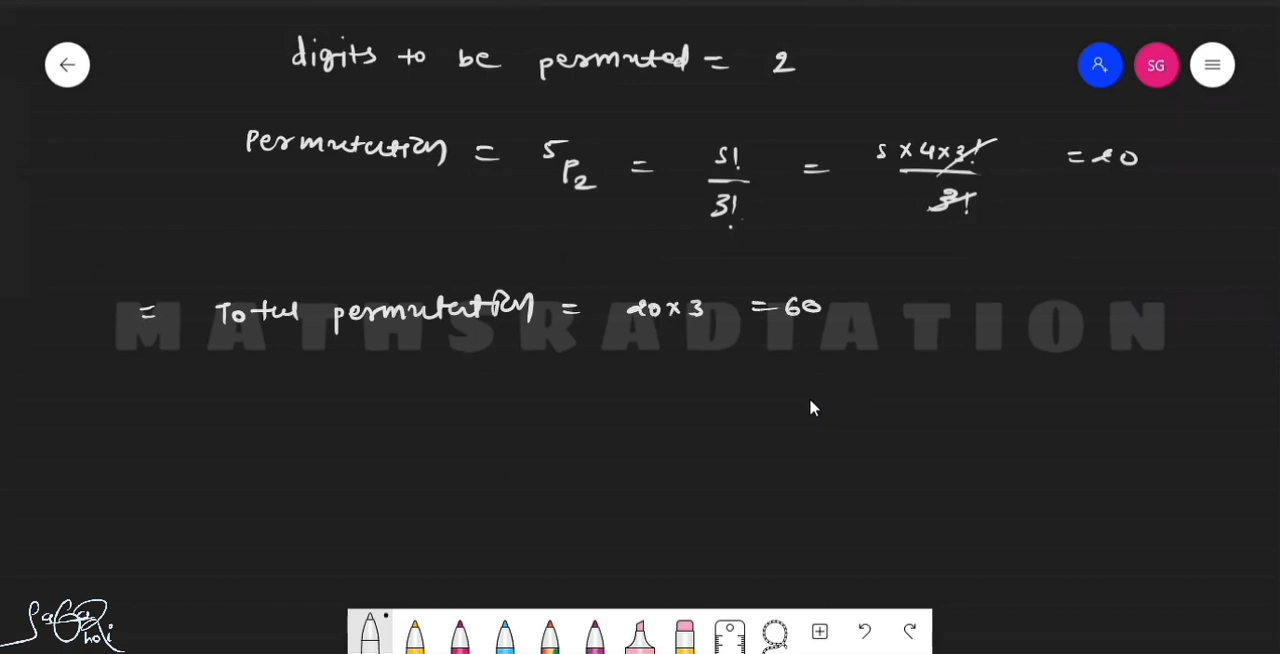 digits to be permuted = 2
SG
Permutation = 5P2 = 5!/3! = 5 x 4 x 3!/3! = 20
= Total permutation = 20 x 3 = 60
MATHSRADIATION